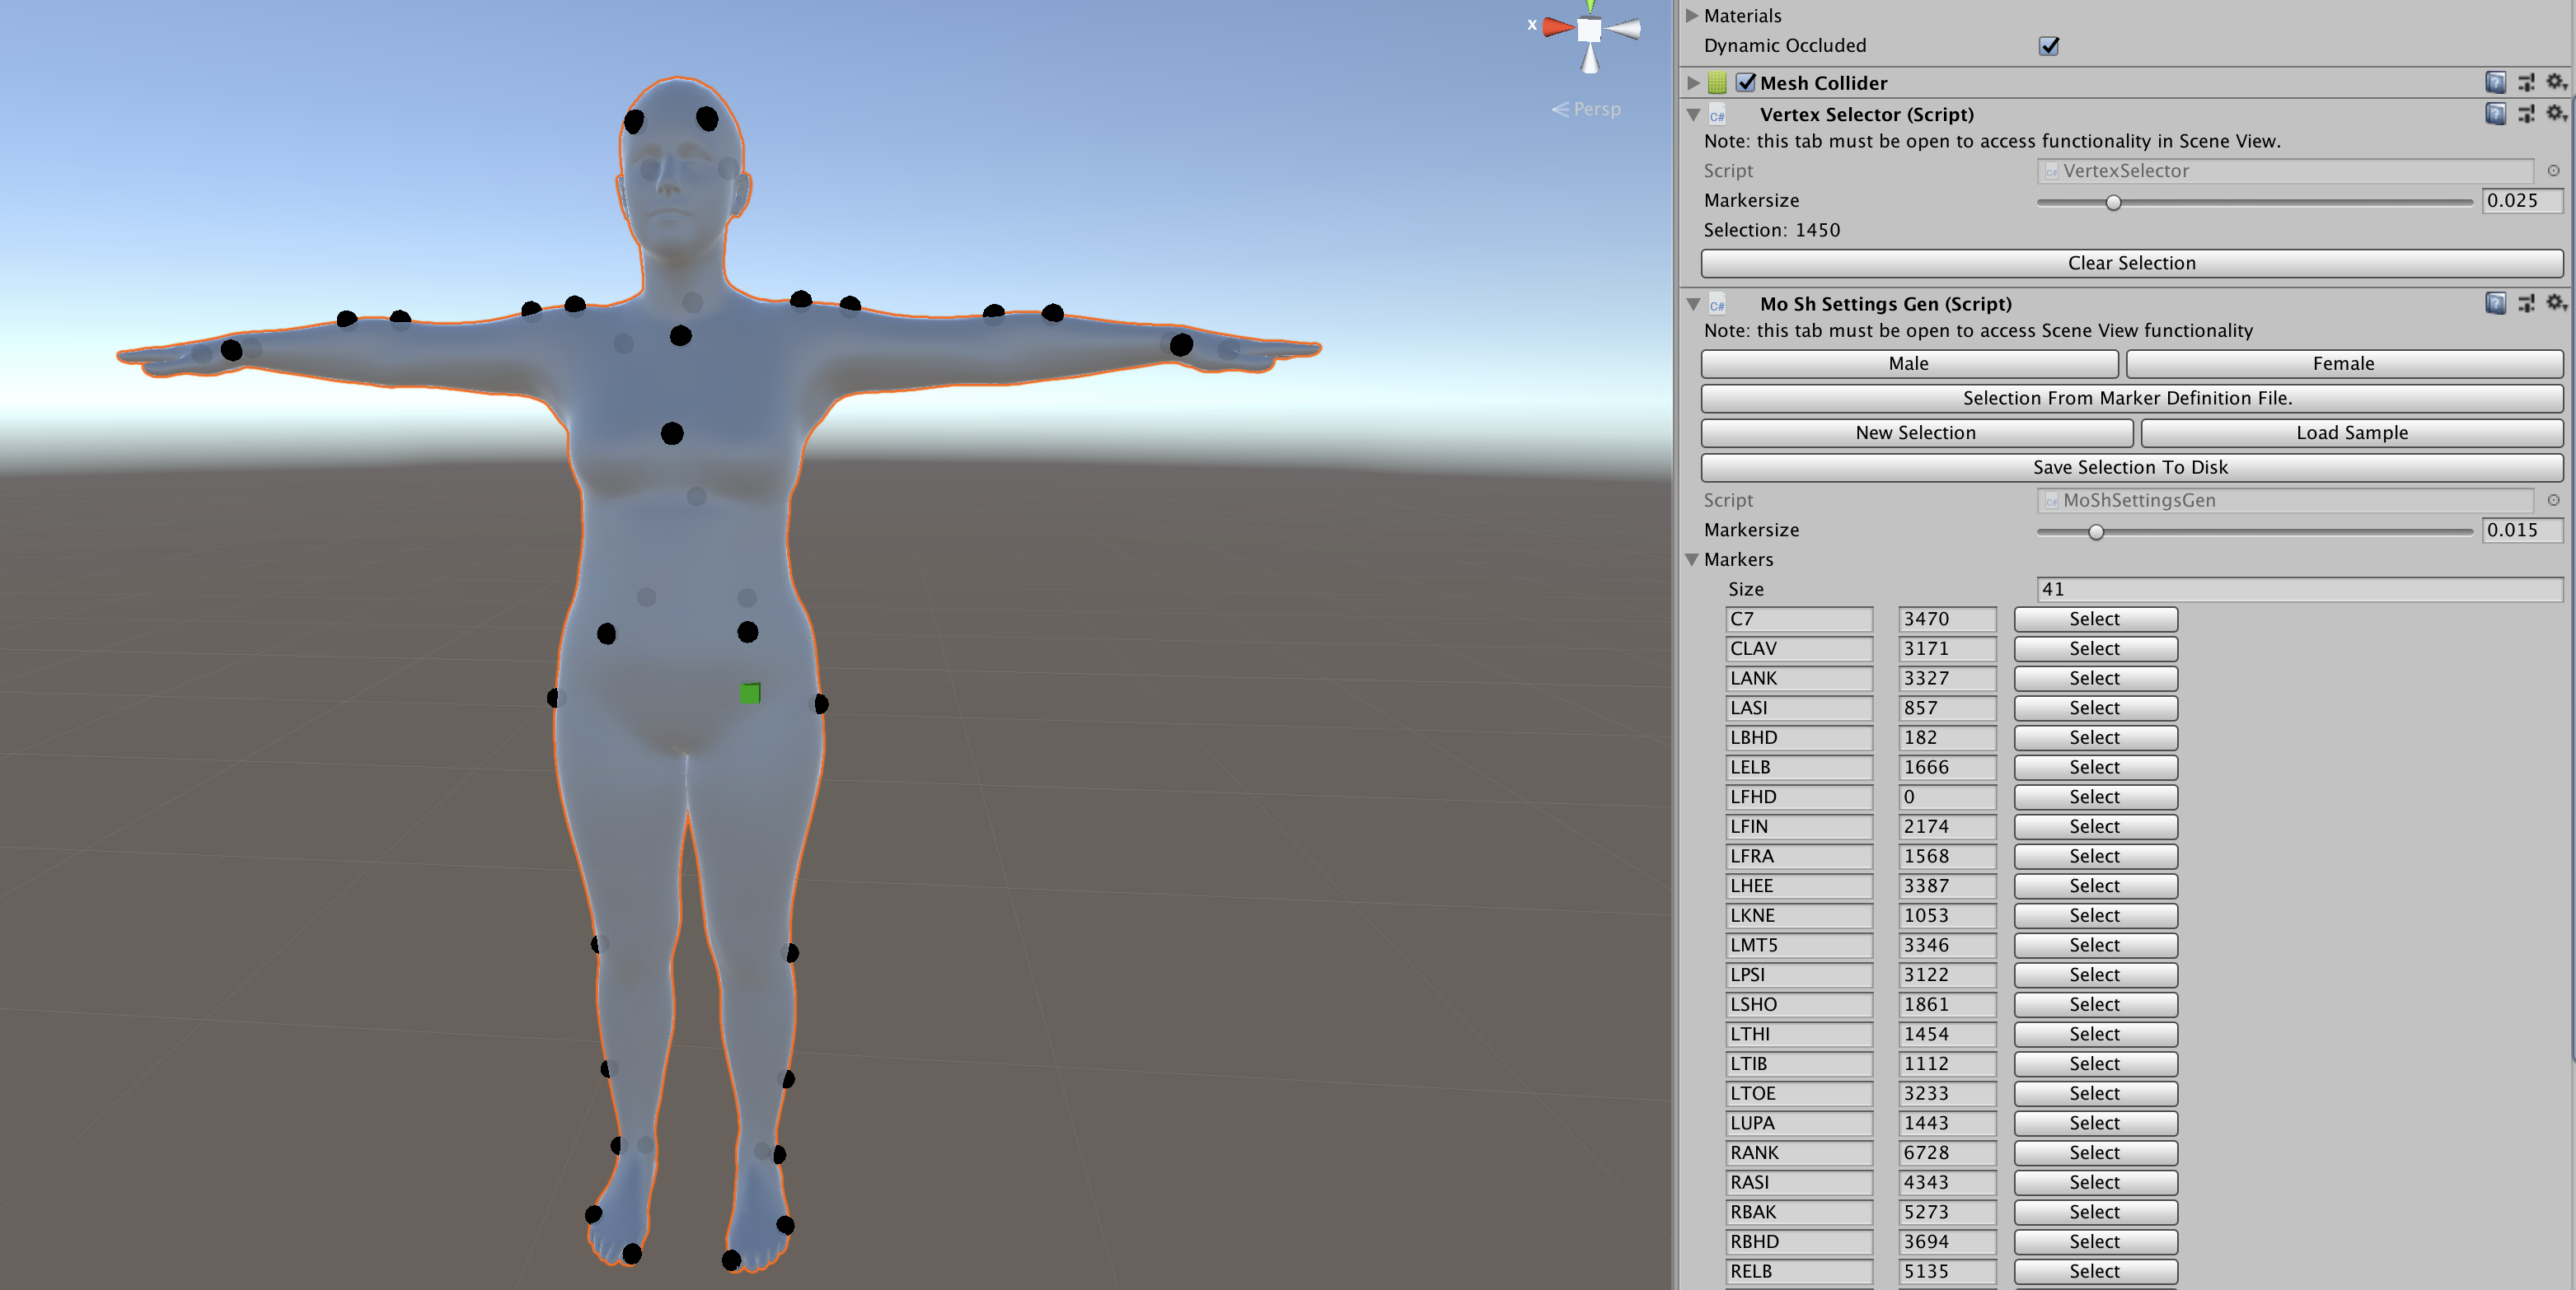 x
Persp
Materials
Dynamic Occluded
Mesh Collider
C# Vertex Selector (Script)
Note: this tab must be open to access functionality in Scene View.
Script VertexSelector
Markersize 0.025
Selection: 1450
Clear Selection
C# Mo Sh Settings Gen (Script)
Note: this tab must be open to access Scene View functionality
Male Female
Selection From Marker Definition File.
New Selection Load Sample
Save Selection To Disk
Script MoShSettingsGen
Markersize 0.015
Markers
Size 41
C7 3470 Select
CLAV 3171 Select
LANK 3327 Select
LASI 857 Select
LBHD 182 Select
LELB 1666 Select
LFHD 0 Select
LFIN 2174 Select
LFRA 1568 Select
LHEE 3387 Select
LKNE 1053 Select
LMT5 3346 Select
LPSI 3122 Select
LSHO 1861 Select
LTHI 1454 Select
LTIB 1112 Select
LTOE 3233 Select
LUPA 1443 Select
RANK 6728 Select
RASI 4343 Select
RBAK 5273 Select
RBHD 3694 Select
RELB 5135 Select